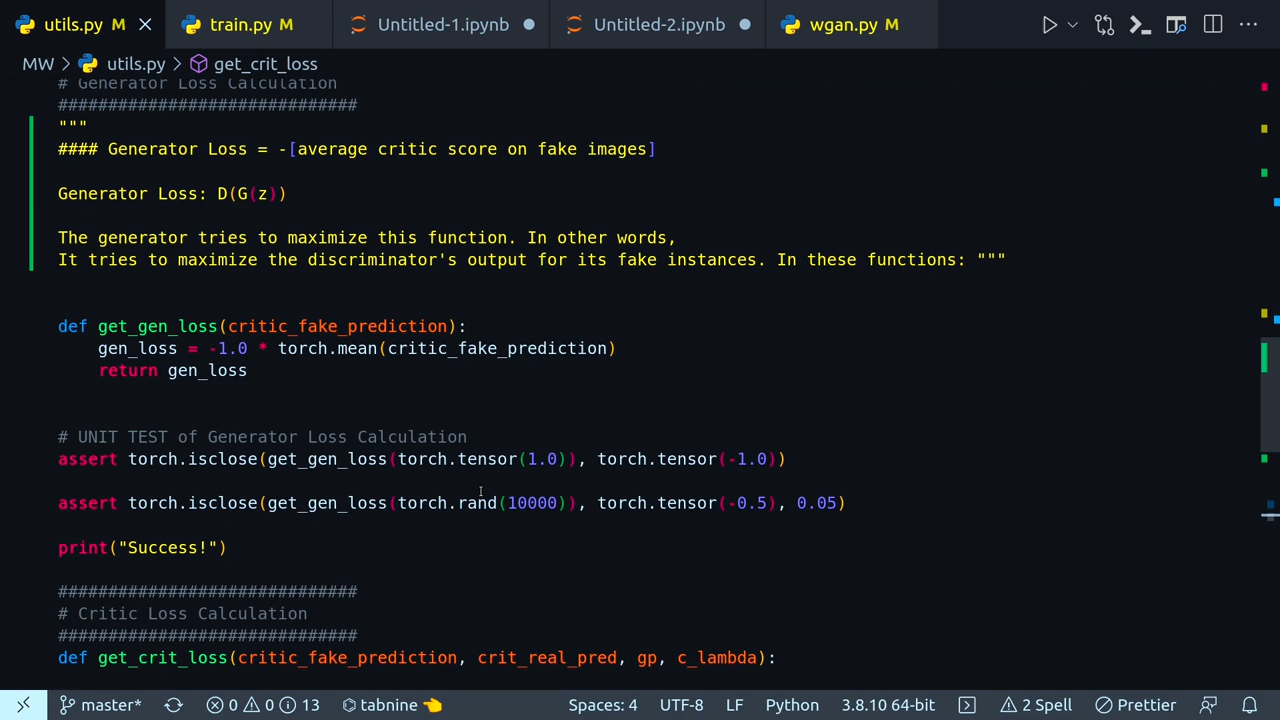 utils.py M
train.py M
Untitled-1.ipynb
Untitled-2.ipynb
wgan.py M
MW > utils.py > get_crit_loss
# Generator Loss Calculation
##############################
"""
#### Generator Loss = -[average critic score on fake images]
Generator Loss: D(G(z))
The generator tries to maximize this function. In other words,
It tries to maximize the discriminator's output for its fake instances. In these functions: """
def get_gen_loss(critic_fake_prediction):
    gen_loss = -1.0 * torch.mean(critic_fake_prediction)
    return gen_loss
# UNIT TEST of Generator Loss Calculation
assert torch.isclose(get_gen_loss(torch.tensor(1.0)), torch.tensor(-1.0))
assert torch.isclose(get_gen_loss(torch.rand(10000)), torch.tensor(-0.5), 0.05)
print("Success!")
##############################
# Critic Loss Calculation
##############################
def get_crit_loss(critic_fake_prediction, crit_real_pred, gp, c_lambda):
master* 0 0 13 tabnine Spaces: 4 UTF-8 LF Python 3.8.10 64-bit 2 Spell Prettier